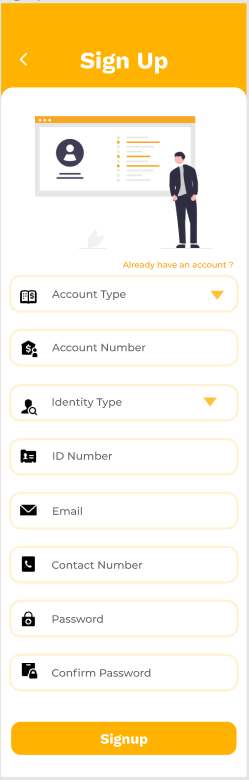 Sign Up
Already have an account ?
Account Type
Account Number
Identity Type
ID Number
Email
Contact Number
Password
Confirm Password
Signup